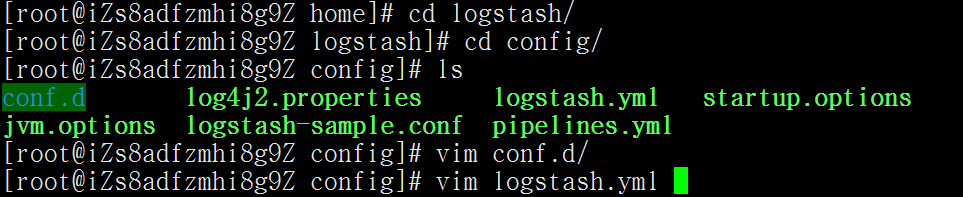 [root@iZs8adfzmhi8g9Z home]# cd logstash/
[root@iZs8adfzmhi8g9Z logstash]# cd config/
[root@iZs8adfzmhi8g9Z config]# ls
conf.d log4j2.properties logstash.yml startup.options
jvm.options logstash-sample.conf pipelines.yml
[root@iZs8adfzmhi8g9Z config]# vim conf.d/
[root@iZs8adfzmhi8g9Z config]# vim logstash.yml